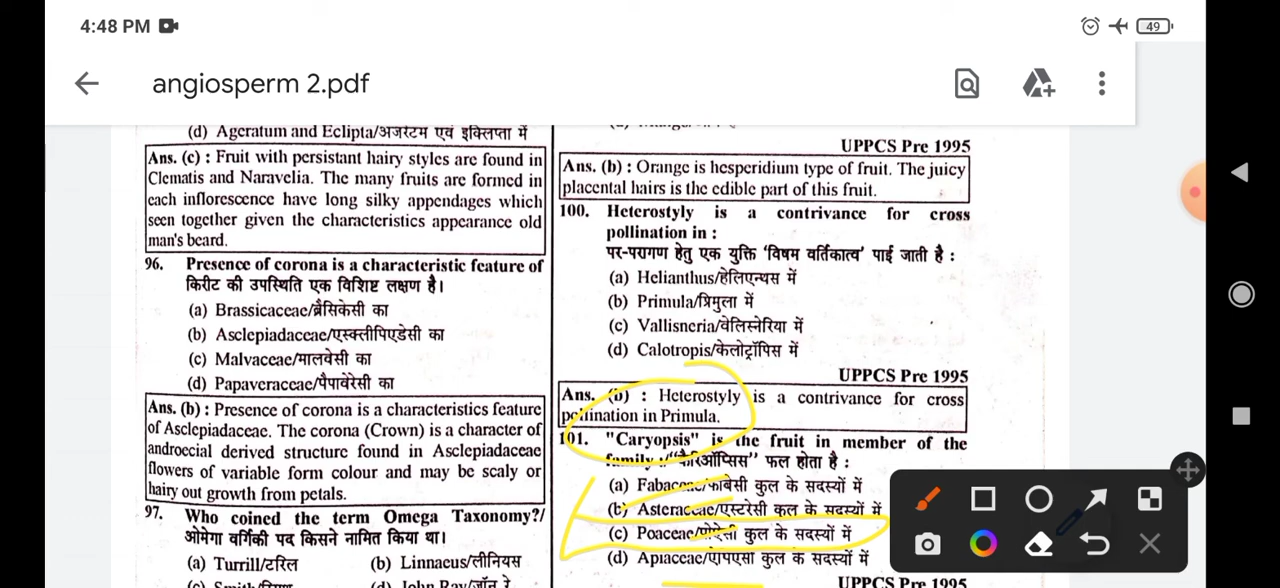 4:48 PM
49
angiosperm 2.pdf
(d) Ageratum and Eclipta/अजरेटम एवं इक्लिप्ता में
Ans. (c) : Fruit with persistant hairy styles are found in
Clematis and Naravelia. The many fruits are formed in
each inflorescence have long silky appendages which
seen together given the characteristics appearance old
man's beard.
96. Presence of corona is a characteristic feature of
किरीट की उपस्थिति एक विशिष्ट लक्षण है।
(a) Brassicaceae/ब्रैसिकेसी का
(b) Asclepiadaceae/एस्क्लीपिएडेसी का
(c) Malvaceae/मालवेसी का
(d) Papaveraceae/पैपावेरेसी का
Ans. (b) : Presence of corona is a characteristics feature
of Asclepiadaceae. The corona (Crown) is a character of
androecial derived structure found in Asclepiadaceae
flowers of variable form colour and may be scaly or
hairy out growth from petals.
97. Who coined the term Omega Taxonomy?/
ओमेगा वर्गिकी पद किसने नामित किया था।
(a) Turrill/टरिल (b) Linnacus/लीनियस
UPPCS Pre 1995
Ans. (b) : Orange is hesperidium type of fruit. The juicy
placental hairs is the edible part of this fruit.
100. Heterostyly is a contrivance for cross
pollination in :
पर-परागण हेतु एक युक्ति ‘विषम वर्तिकात्व’ पाई जाती है :
(a) Helianthus/हेलिएन्थस में
(b) Primula/प्रिमुला में
(c) Vallisneria/वेलिस्नेरिया में
(d) Calotropis/केलोट्रॉपिस में
UPPCS Pre 1995
Ans. (b) : Heterostyly is a contrivance for cross
pollination in Primula.
101. "Caryopsis" is the fruit in member of the
family :/“कैरिऑप्सिस” फल होता है :
(a) Fabaceae/फाबेसी कुल के सदस्यों में
(b) Asteraceae/एस्टरेसी कुल के सदस्यों में
(c) Poaceae/पोऐसी कुल के सदस्यों में
(d) Apiaceae/ऐपिएसी कुल के सदस्यों में
UPPCS Pre 1995